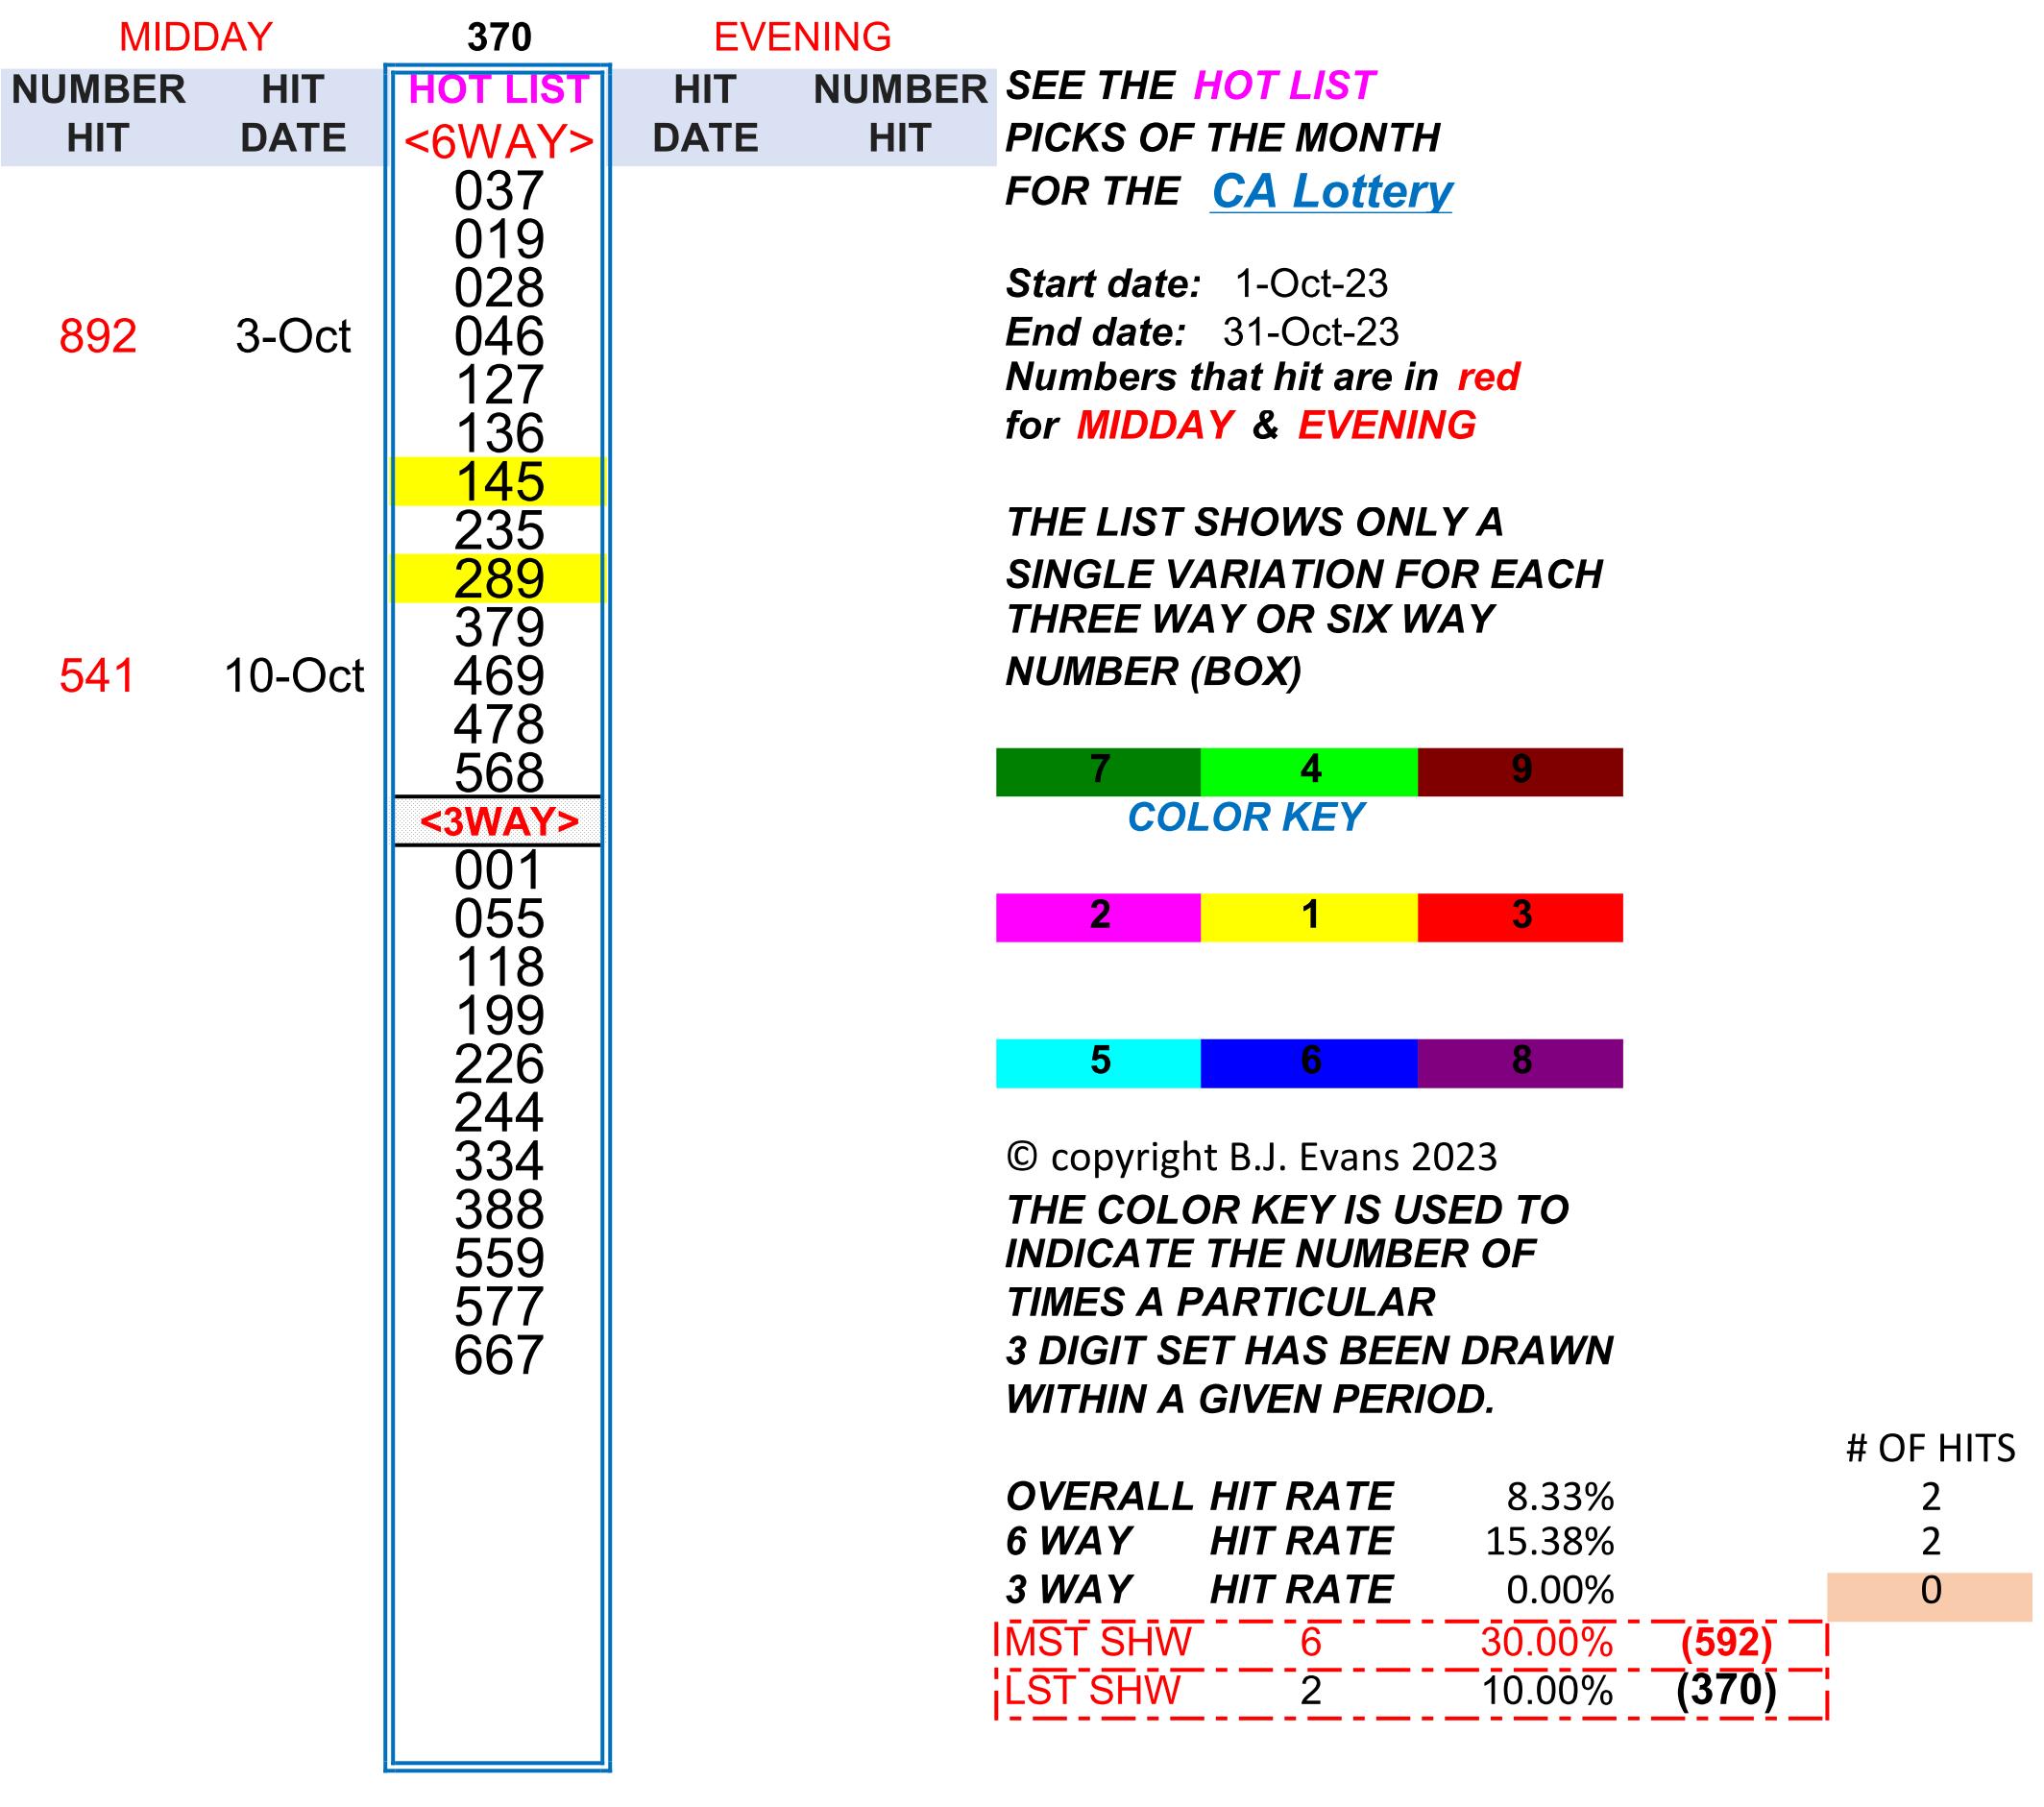 MIDDAY 370 EVENING
NUMBER HIT HOT LIST HIT NUMBER
HIT DATE <6WAY> DATE HIT
037
019
028
892 3-Oct 046
127
136
145
235
289
379
541 10-Oct 469
478
568
<3WAY>
001
055
118
199
226
244
334
388
559
577
667
SEE THE HOT LIST
PICKS OF THE MONTH
FOR THE CA Lottery
Start date: 1-Oct-23
End date: 31-Oct-23
Numbers that hit are in red
for MIDDAY & EVENING
THE LIST SHOWS ONLY A
SINGLE VARIATION FOR EACH
THREE WAY OR SIX WAY
NUMBER (BOX)
7 4 9
COLOR KEY
2 1 3
5 6 8
© copyright B.J. Evans 2023
THE COLOR KEY IS USED TO
INDICATE THE NUMBER OF
TIMES A PARTICULAR
3 DIGIT SET HAS BEEN DRAWN
WITHIN A GIVEN PERIOD.
# OF HITS
OVERALL HIT RATE 8.33% 2
6 WAY HIT RATE 15.38% 2
3 WAY HIT RATE 0.00% 0
MST SHW 6 30.00% (592)
LST SHW 2 10.00% (370)